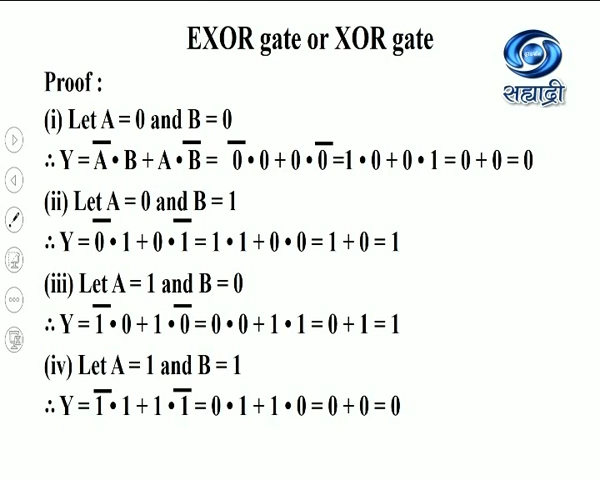 EXOR gate or XOR gate
सह्याद्री
Proof :
(i) Let A = 0 and B = 0
∴ Y = A̅ • B + A • B̅ = 0̅ • 0 + 0 • 0̅ =1 • 0 + 0 • 1 = 0 + 0 = 0
(ii) Let A = 0 and B = 1
∴ Y = 0̅ • 1 + 0 • 1̅ = 1 • 1 + 0 • 0 = 1 + 0 = 1
(iii) Let A = 1 and B = 0
∴ Y = 1̅ • 0 + 1 • 0̅ = 0 • 0 + 1 • 1 = 0 + 1 = 1
(iv) Let A = 1 and B = 1
∴ Y = 1̅ • 1 + 1 • 1̅ = 0 • 1 + 1 • 0 = 0 + 0 = 0